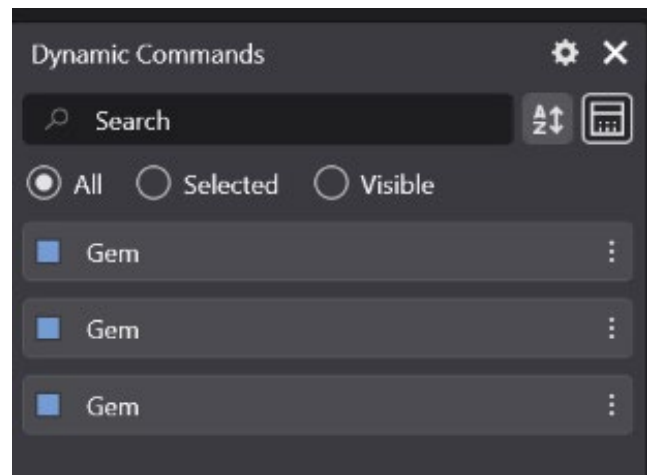 Dynamic Commands
Search
All Selected Visible
Gem
Gem
Gem